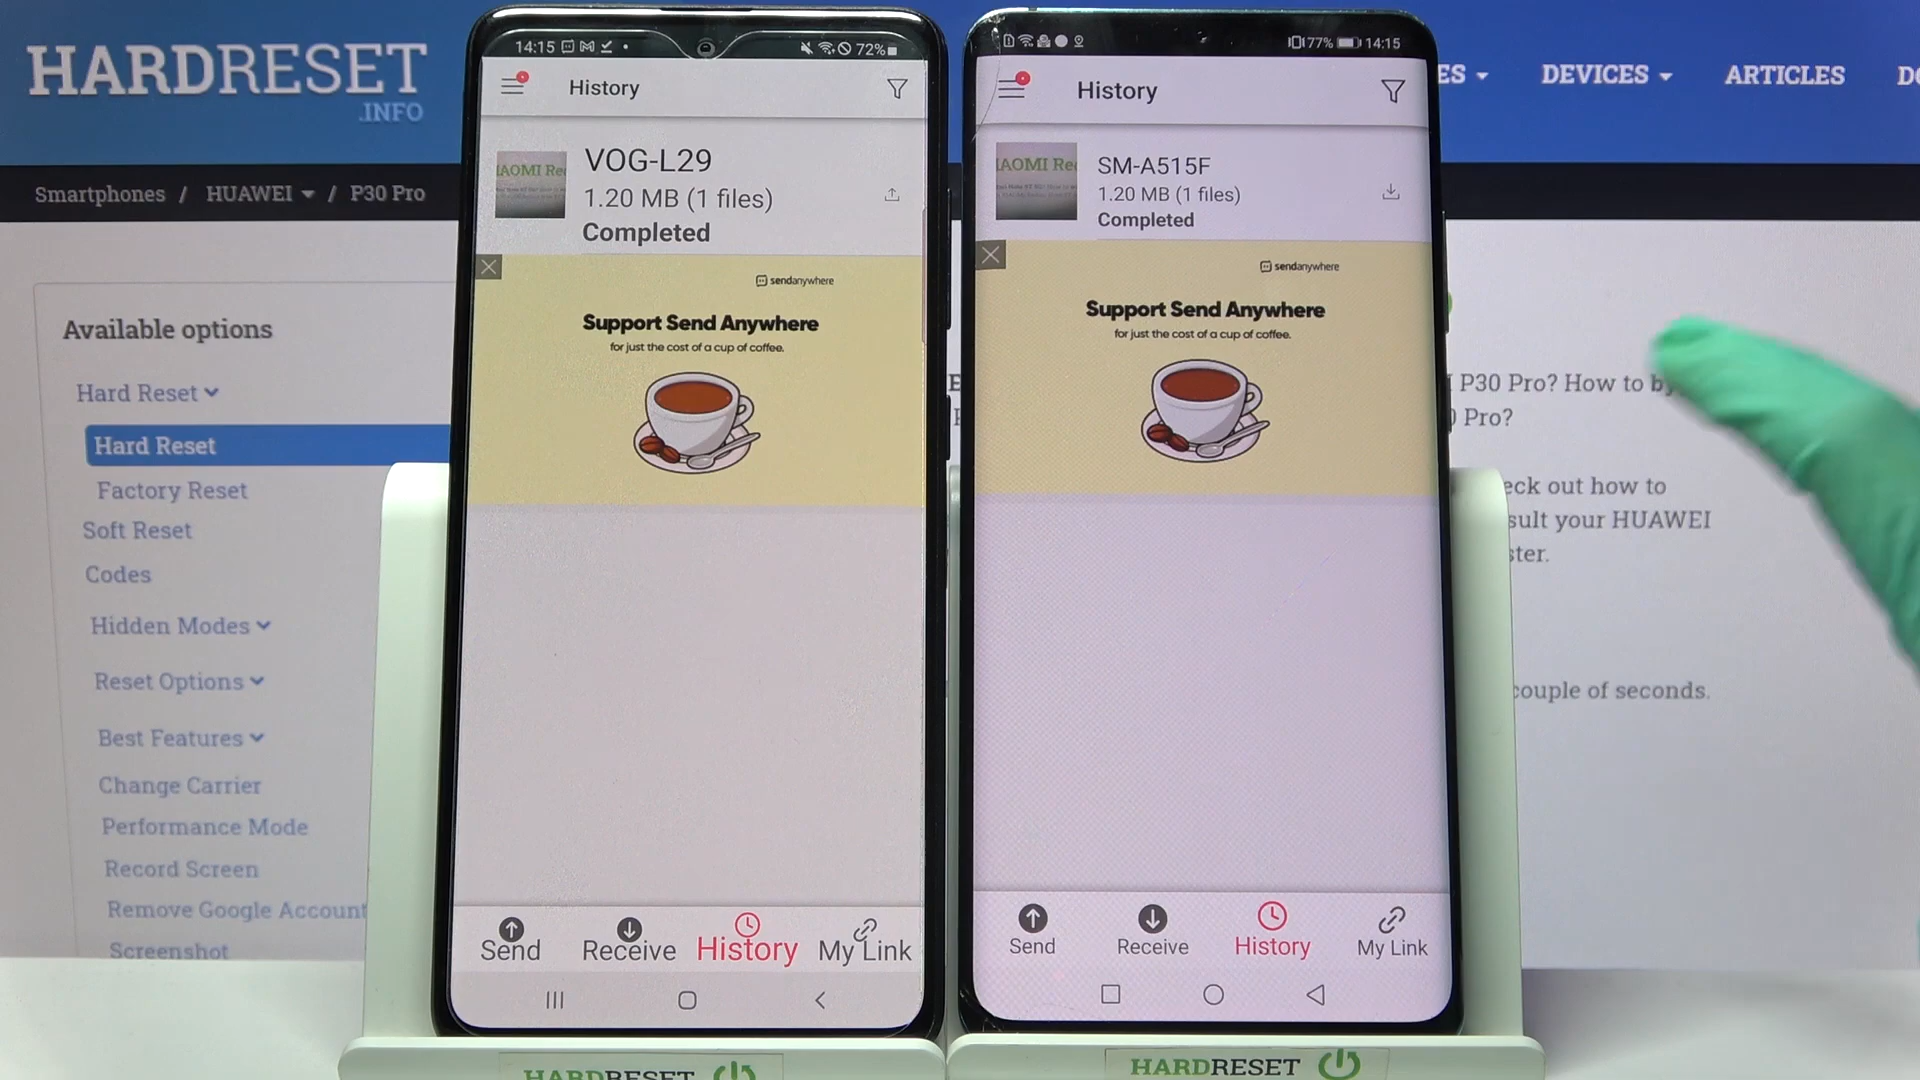 HARDRESET
.INFO
ES
DEVICES
ARTICLES
Smartphones / HUAWEI / P30 Pro
Available options
Hard Reset
Hard Reset
Factory Reset
Soft Reset
Codes
Hidden Modes
Reset Options
Best Features
Change Carrier
Performance Mode
Record Screen
Remove Google Account
Screenshot
14:15
72%
History
VOG-L29
1.20 MB (1 files)
Completed
sendanywhere
Support Send Anywhere
for just the cost of a cup of coffee.
Send
Receive
History
My Link
77% 14:15
History
SM-A515F
1.20 MB (1 files)
Completed
sendanywhere
Support Send Anywhere
for just the cost of a cup of coffee.
Send
Receive
History
My Link
P30 Pro? How to
Pro?
eck out how to
sult your HUAWEI
ster.
couple of seconds.
HARDRESET
HARDRESET